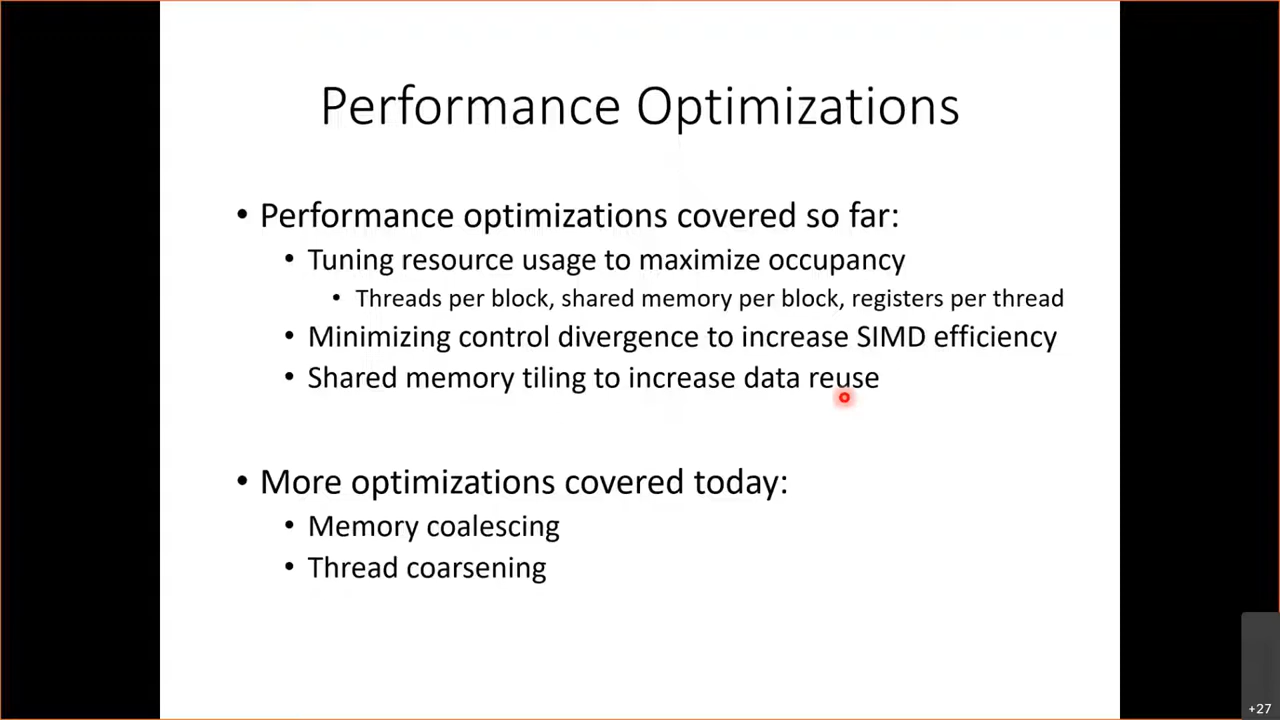 Performance Optimizations
• Performance optimizations covered so far:
• Tuning resource usage to maximize occupancy
• Threads per block, shared memory per block, registers per thread
• Minimizing control divergence to increase SIMD efficiency
• Shared memory tiling to increase data reuse
• More optimizations covered today:
• Memory coalescing
• Thread coarsening
+27